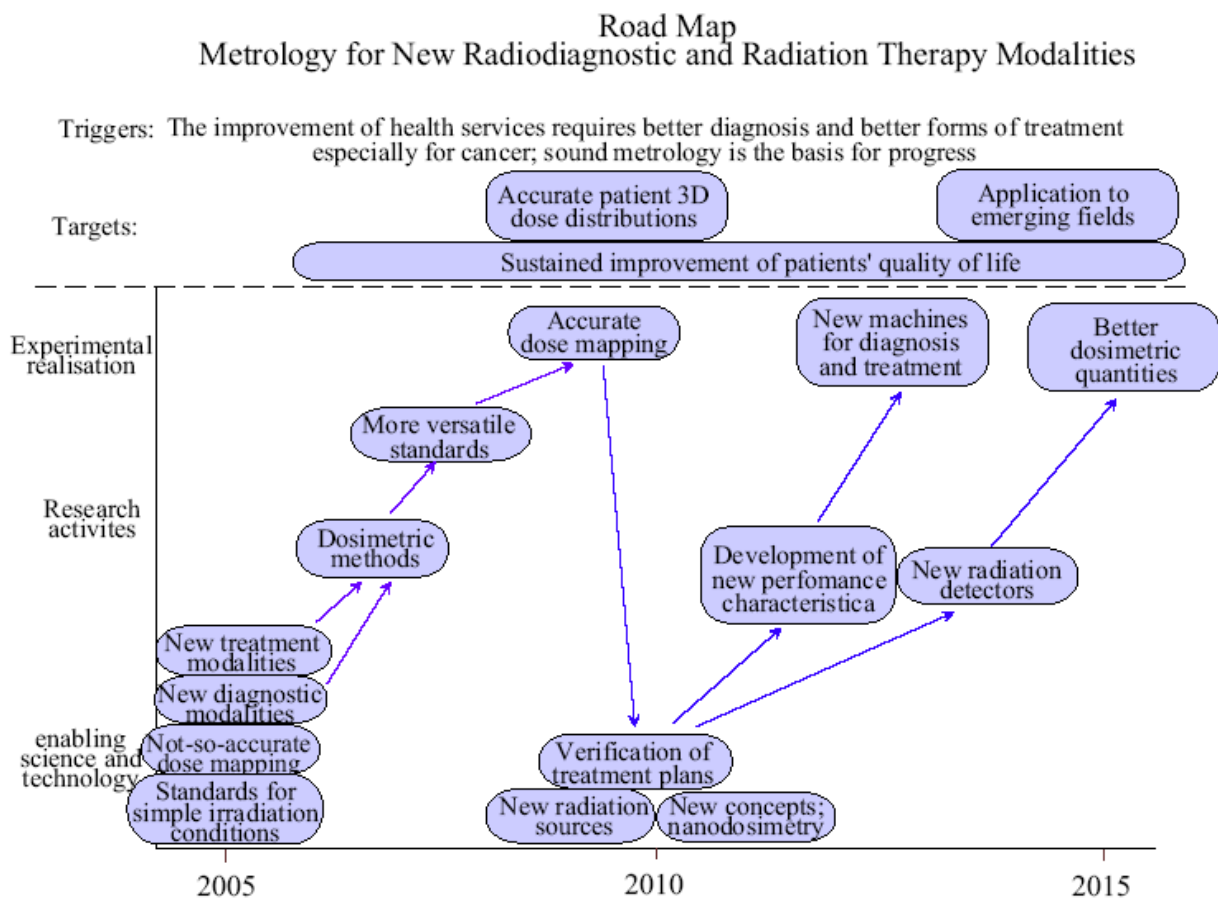 Road Map
Metrology for New Radiodiagnostic and Radiation Therapy Modalities
Triggers: The improvement of health services requires better diagnosis and better forms of treatment
especially for cancer; sound metrology is the basis for progress
Targets:
Accurate patient 3D
dose distributions
Application to
emerging fields
Sustained improvement of patients' quality of life
Experimental
réalisation
Accurate
dose mapping
New machines
for diagnosis
and treatment
Better
dosimetric
quantities
More versatile
standards
Research
activites
Dosimetric
methods
Development of
new perfomance
characteristica
New radiation
detectors
New treatment
modalities
New diagnostic
modalities
enabling
science and
technology
Not-so-accurate
dose mapping
Standards for
simple irradiation
conditions
Verification of
treatment plans
New radiation
sources
New concepts;
nanodosimetry
2005
2010
2015